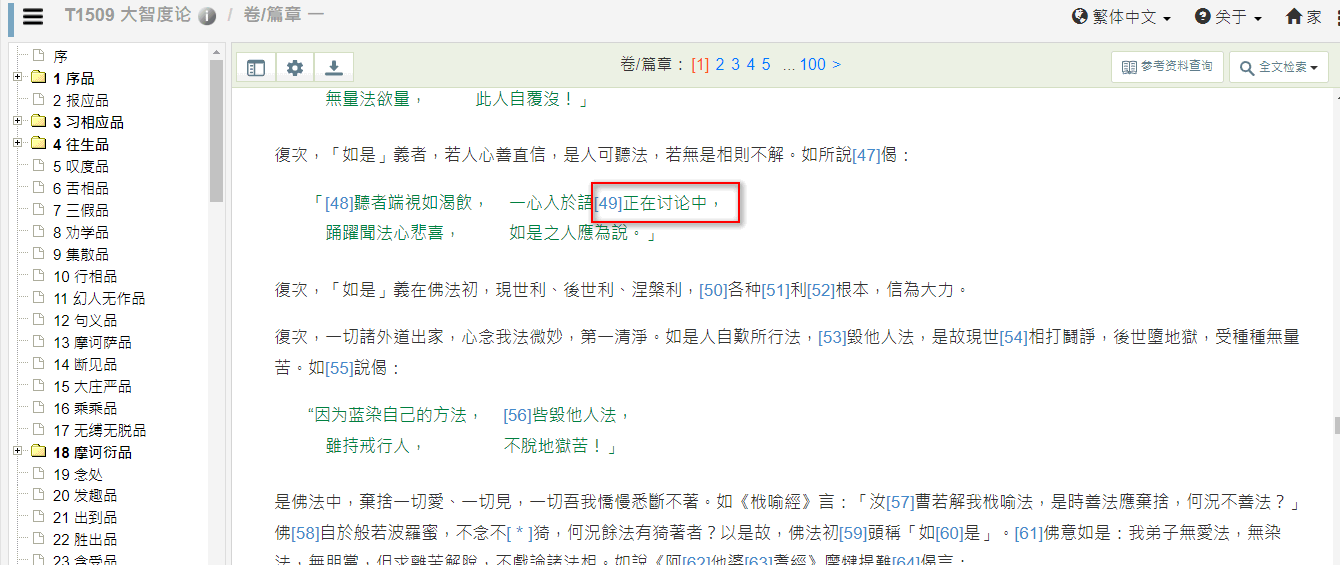 T1509 大智度论 i / 卷/篇章 一
繁体中文 ? 关于 家
序
1 序品
2 报应品
3 习相应品
4 往生品
5 叹度品
6 舌相品
7 三假品
8 劝学品
9 集散品
10 行相品
11 幻人无作品
12 句义品
13 摩诃萨品
14 断见品
15 大庄严品
16 乘乘品
17 无缚无脱品
18 摩诃衍品
19 念处
20 发趣品
21 出到品
22 胜出品
23 含受品
卷/篇章：[1] 2 3 4 5 ...100 >
参考资料查询 全文检索
無量法欲量， 此人自覆沒！」
復次，「如是」義者，若人心善直信，是人可聽法，若無是相則不解。如所說[47]偈：
「[48]聽者端視如渴飲， 一心入於語[49]正在讨论中，
踊躍聞法心悲喜， 如是之人應為說。」
復次，「如是」義在佛法初，現世利、後世利、涅槃利，[50]各种[51]利[52]根本，信為大力。
復次，一切諸外道出家，心念我法微妙，第一清淨。如是人自歎所行法，[53]毀他人法，是故現世[54]相打鬪諍，後世墮地獄，受種種無量
苦。如[55]說偈：
“因为蓝染自己的方法， [56]呰毀他人法，
雖持戒行人， 不脫地獄苦！」
是佛法中，棄捨一切愛、一切見，一切吾我憍慢悉斷不著。如《栰喻經》言：「汝[57]曹若解我栰喻法，是時善法應棄捨，何況不善法？」
佛[58]自於般若波羅蜜，不念不[＊]猗，何況餘法有猗著者？以是故，佛法初[59]頭稱「如[60]是」。[61]佛意如是：我弟子無愛法，無染
法，無朋黨，但求離苦解脫，不戲論諸法相。如說《阿[62]他婆[63]耆經》摩犍提難[64]偈言：